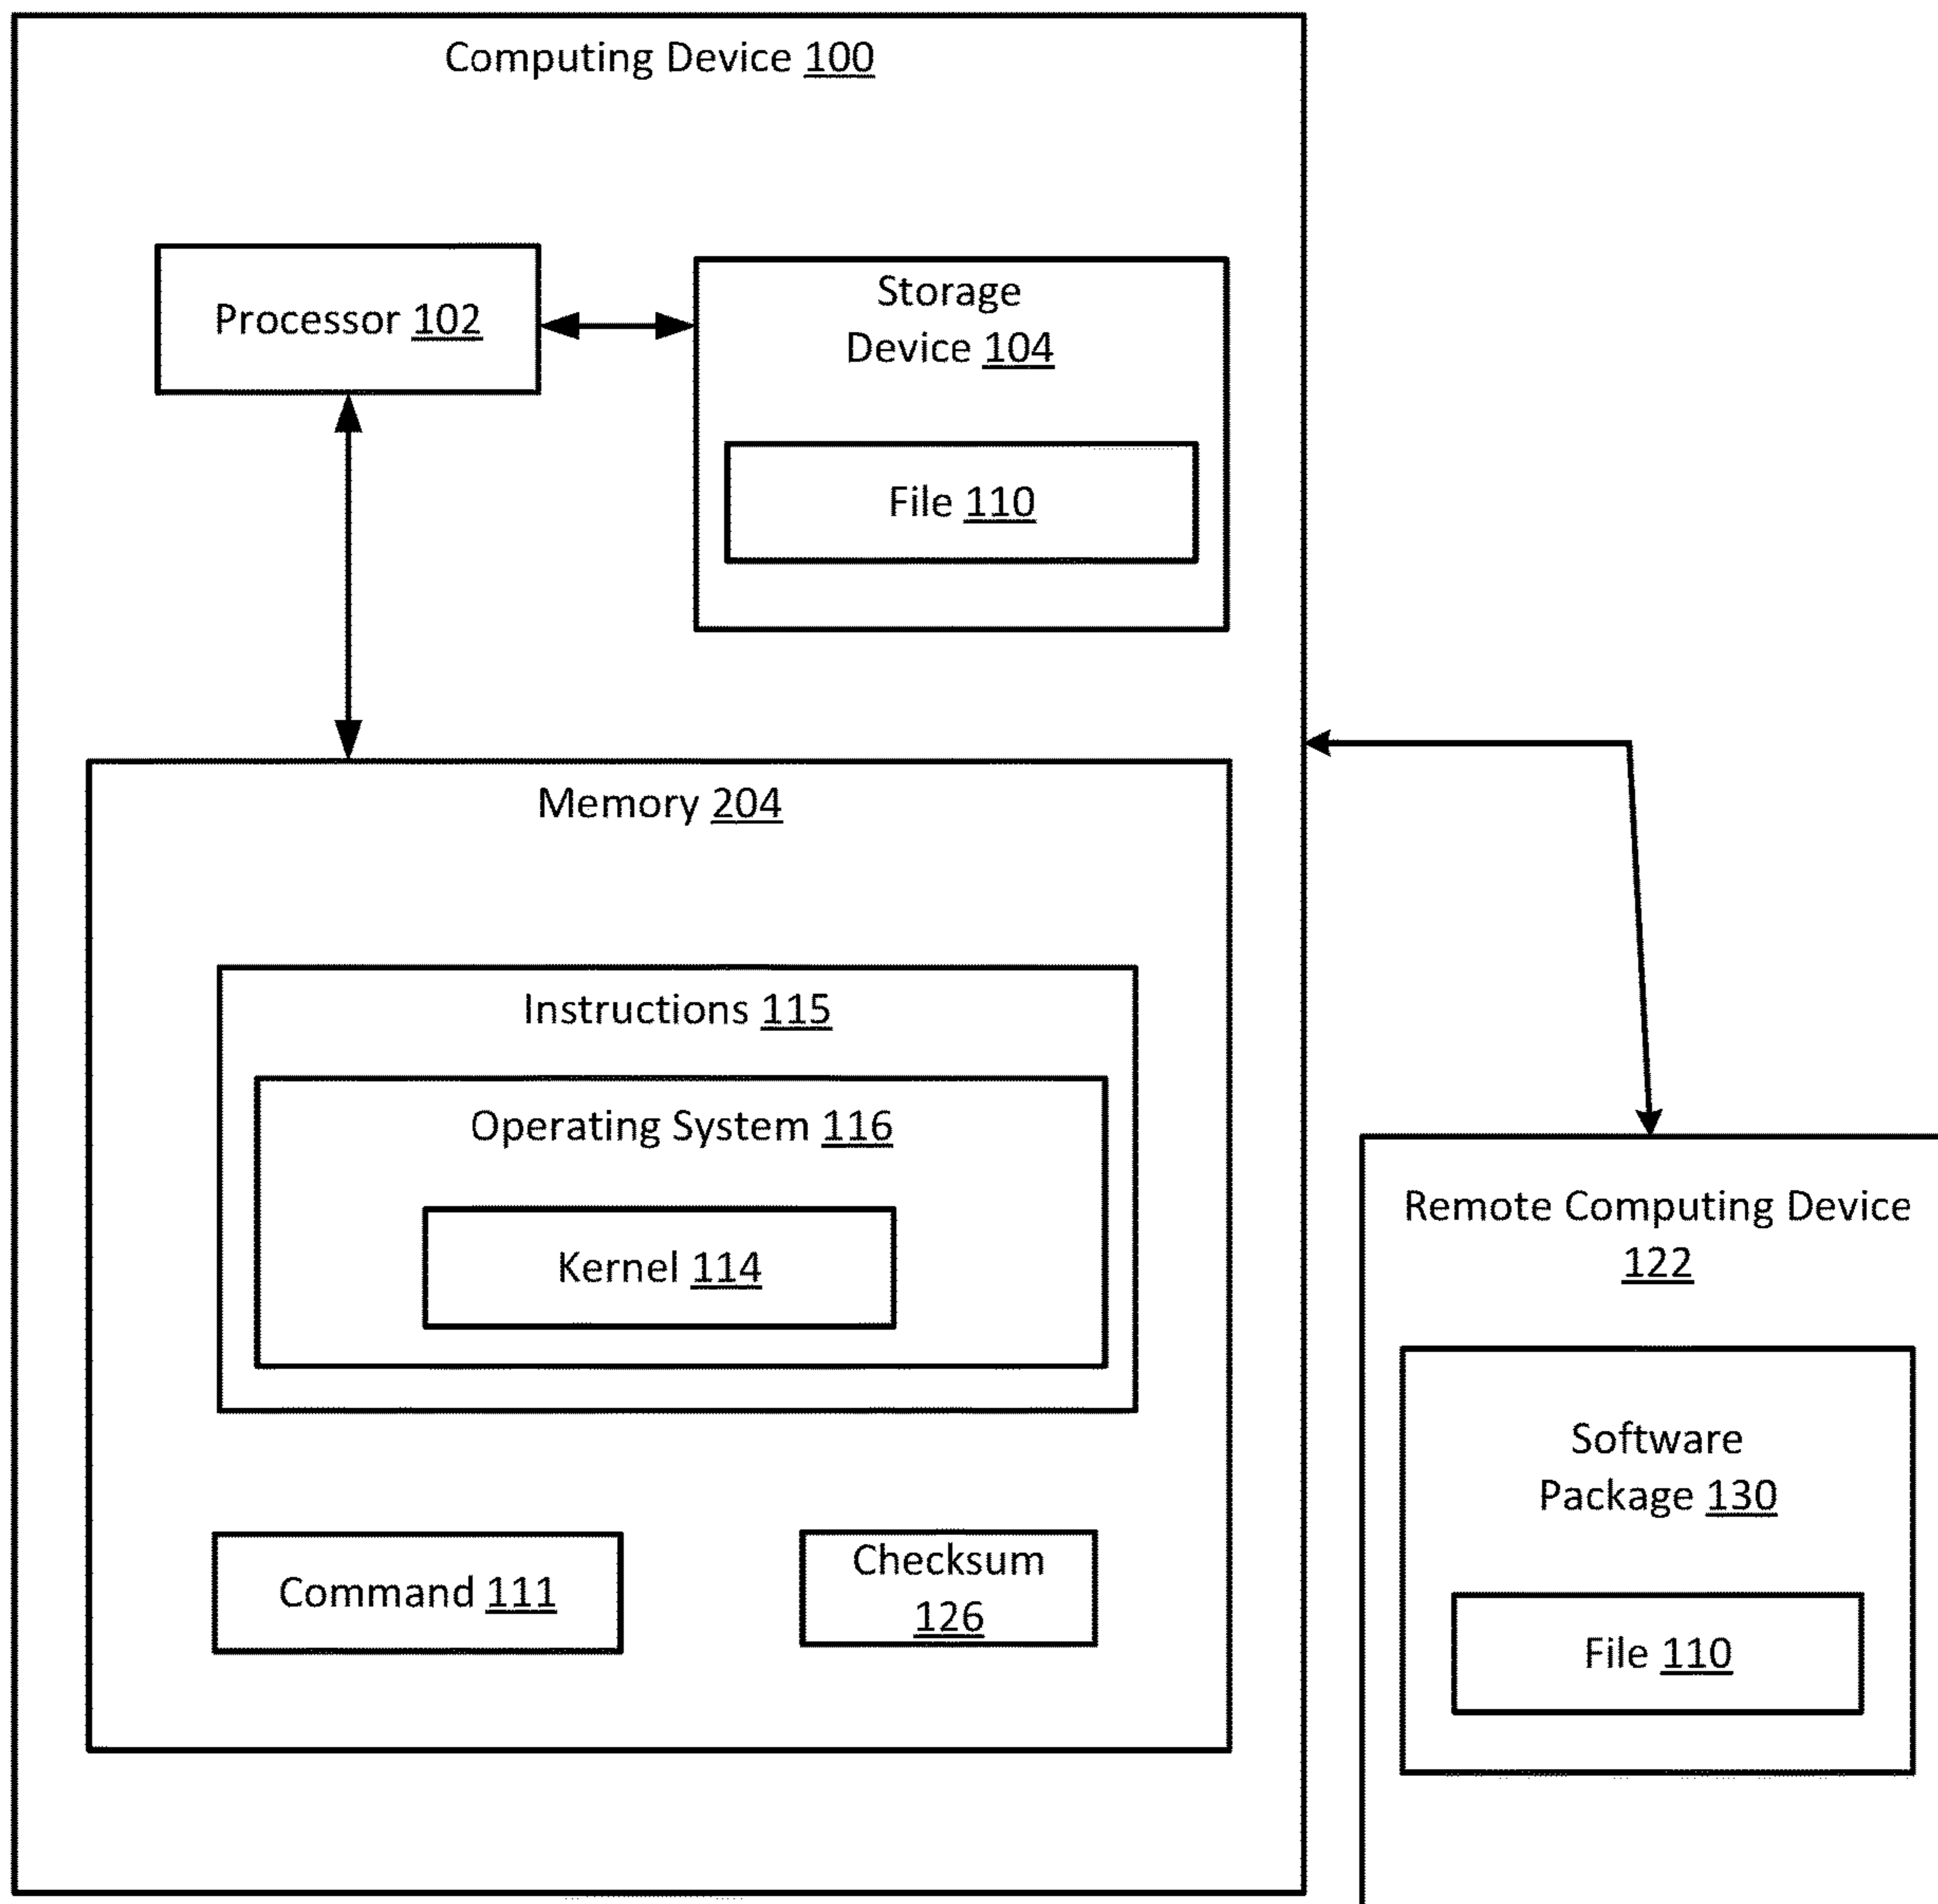 Computing Device 100
Processor 102
Storage
Device 104
File 110
Memory 204
Instructions 115
Operating System 116
Kernel 114
Command 111
Checksum
126
Remote Computing Device
122
Software
Package 130
File 110